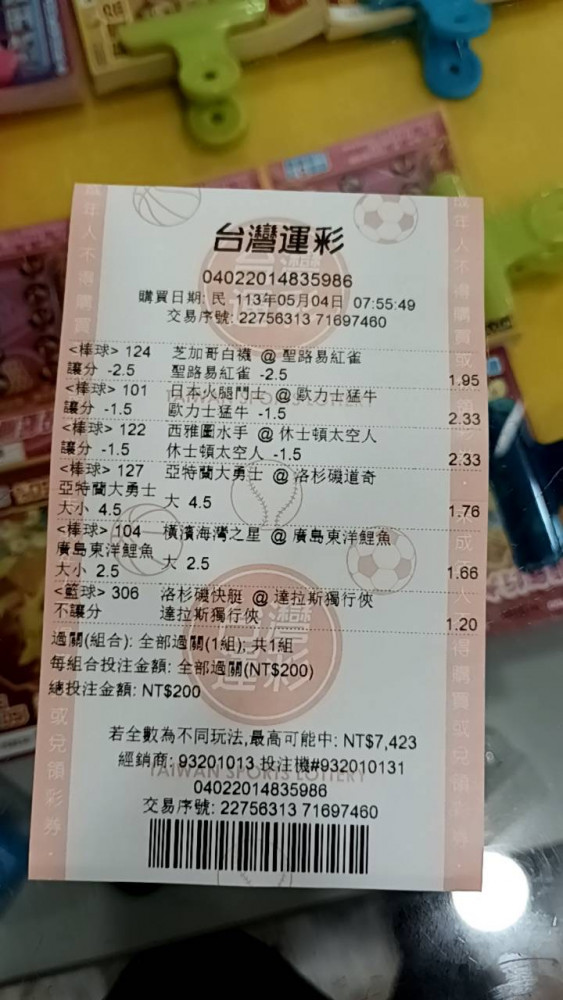 台灣運彩
04022014835986
購買日期: 民 113年05月04日 07:55:49
交易序號: 22756313 71697460
<棒球> 124 芝加哥白襪 @ 聖路易紅雀
讓分 -2.5 聖路易紅雀 -2.5 1.95
<棒球> 101 日本火腿鬥士 @ 歐力士猛牛
讓分 -1.5 歐力士猛牛 -1.5 2.33
<棒球> 122 西雅圖水手 @ 休士頓太空人
讓分 -1.5 休士頓太空人 -1.5 2.33
<棒球> 127 亞特蘭大勇士 @ 洛杉磯道奇
亞特蘭大勇士
大小 4.5 大 4.5 1.76
<棒球> 104 橫濱海灣之星 @ 廣島東洋鯉魚
廣島東洋鯉魚
大小 2.5 大 2.5 1.66
<籃球> 306 洛杉磯快艇 @ 達拉斯獨行俠
不讓分 達拉斯獨行俠 1.20
過關(組合): 全部過關(1組); 共1組
每組合投注金額: 全部過關(NT$200)
總投注金額: NT$200
若全數為不同玩法,最高可能中: NT$7,423
經銷商: 93201013 投注機#932010131
TAIWAN SPORTS LOTTERY
04022014835986
交易序號: 22756313 71697460